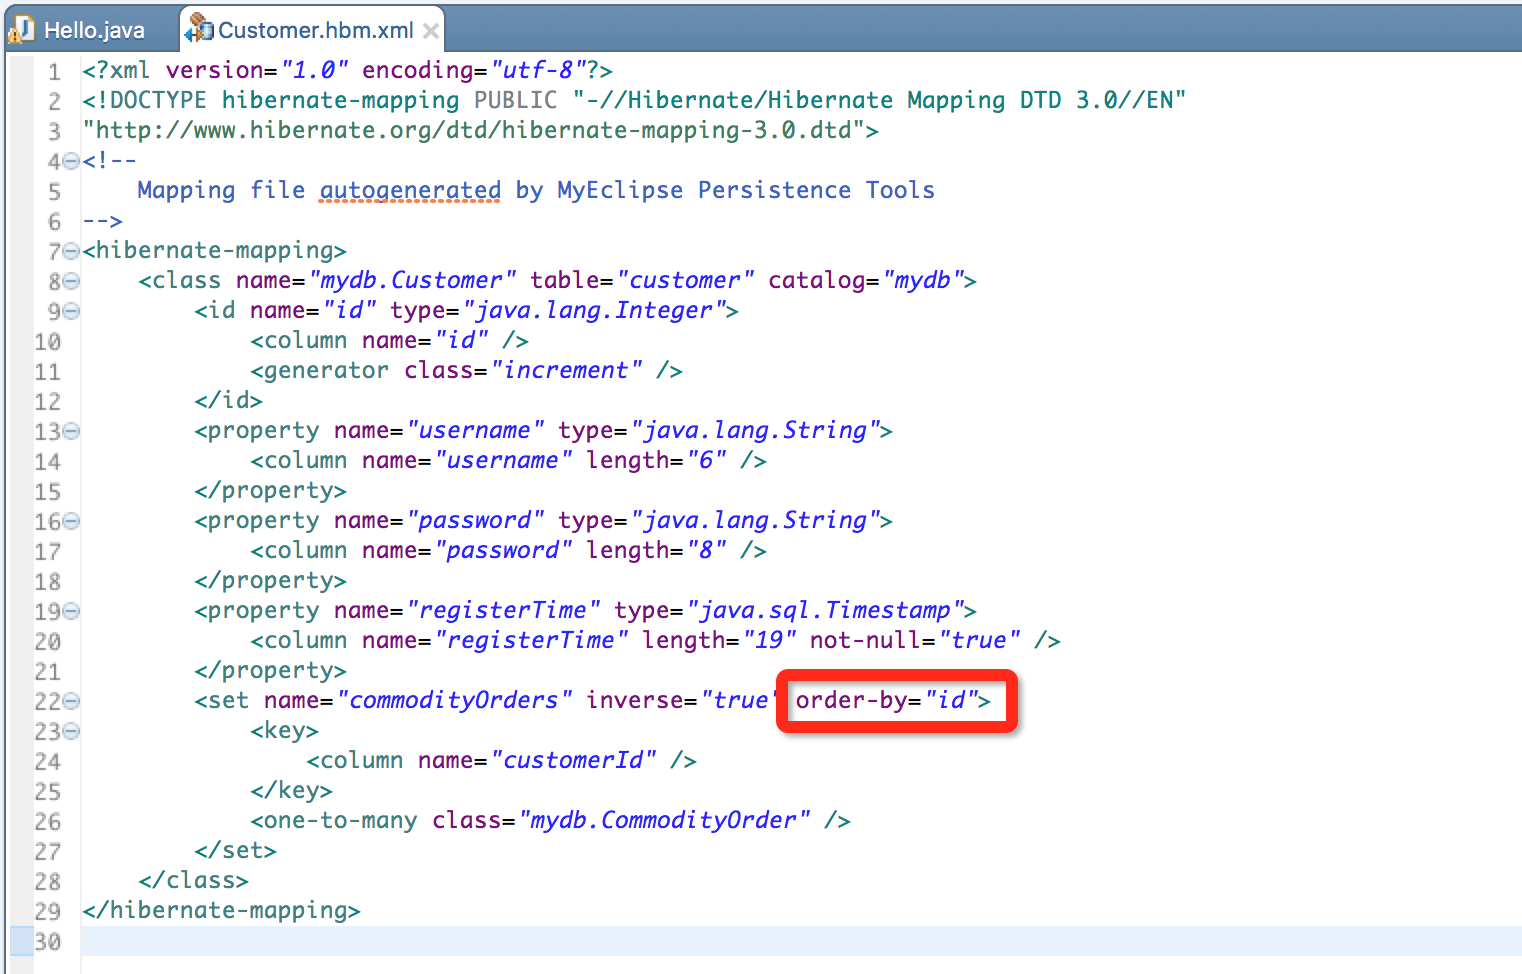 Hello.java Customer.hbm.xml
1 <?xml version="1.0" encoding="utf-8"?>
2 <!DOCTYPE hibernate-mapping PUBLIC "-//Hibernate/Hibernate Mapping DTD 3.0//EN"
3 "http://www.hibernate.org/dtd/hibernate-mapping-3.0.dtd">
4 <!--
5     Mapping file autogenerated by MyEclipse Persistence Tools
6 -->
7 <hibernate-mapping>
8     <class name="mydb.Customer" table="customer" catalog="mydb">
9         <id name="id" type="java.lang.Integer">
10             <column name="id" />
11             <generator class="increment" />
12         </id>
13         <property name="username" type="java.lang.String">
14             <column name="username" length="6" />
15         </property>
16         <property name="password" type="java.lang.String">
17             <column name="password" length="8" />
18         </property>
19         <property name="registerTime" type="java.sql.Timestamp">
20             <column name="registerTime" length="19" not-null="true" />
21         </property>
22         <set name="commodityOrders" inverse="true" order-by="id">
23             <key>
24                 <column name="customerId" />
25             </key>
26             <one-to-many class="mydb.CommodityOrder" />
27         </set>
28     </class>
29 </hibernate-mapping>
30